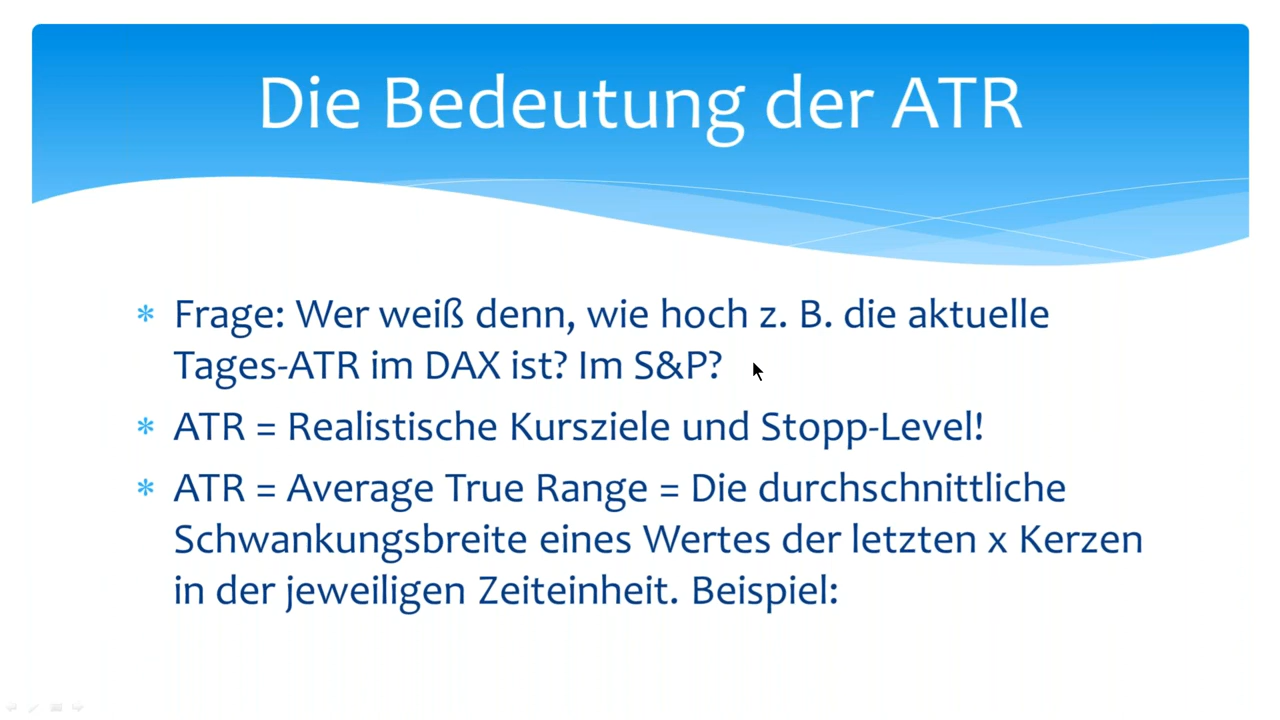 Die Bedeutung der ATR
* Frage: Wer weiß denn, wie hoch z. B. die aktuelle
Tages-ATR im DAX ist? Im S&P?
* ATR = Realistische Kursziele und Stopp-Level!
* ATR = Average True Range = Die durchschnittliche
Schwankungsbreite eines Wertes der letzten x Kerzen
in der jeweiligen Zeiteinheit. Beispiel: